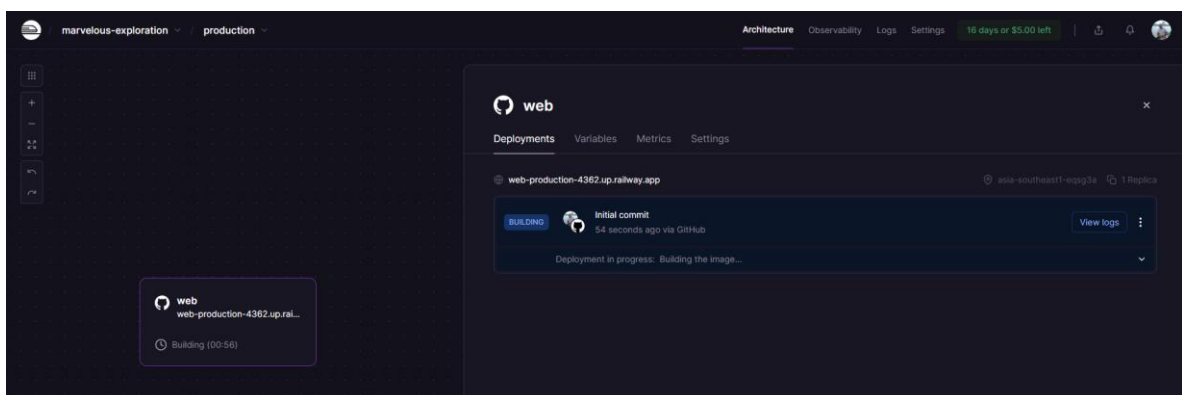 / marvelous-exploration / production
Architecture Observability Logs Settings 16 days or $5.00 left
web
Deployments Variables Metrics Settings
web-production-4362.up.railway.app asia-southeast1-eqsg3a 1 Replica
BUILDING Initial commit View logs
54 seconds ago via GitHub
Deployment in progress: Building the image...
web
web-production-4362.up.rai...
Building (00:56)